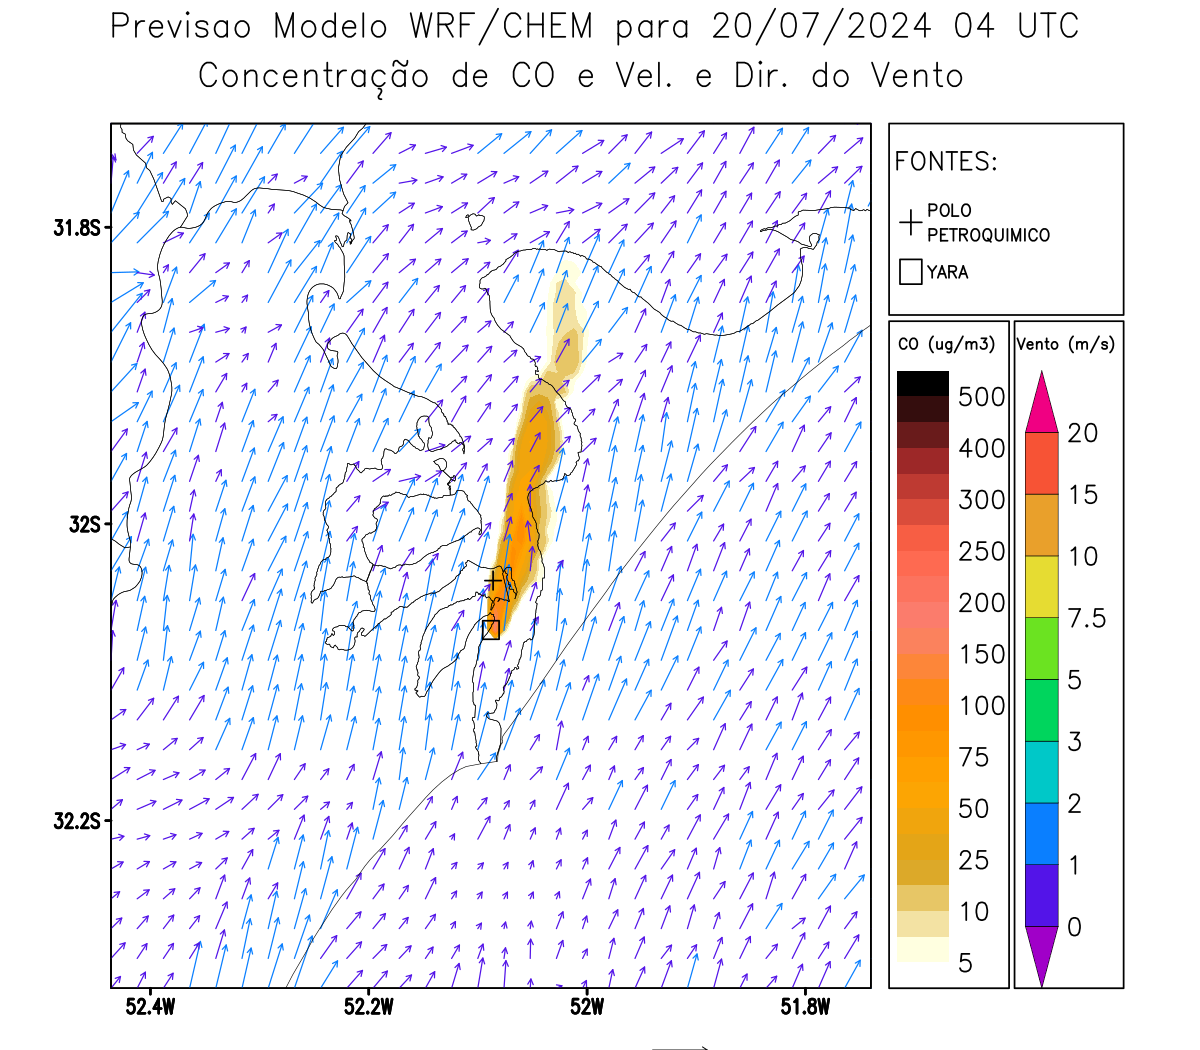 Previsao Modelo WRF/CHEM para 20/07/2024 04 UTC
Concentração de CO e Vel. e Dir. do Vento
FONTES:
POLO
PETROQUIMICO
YARA
CO (ug/m3)
500
400
300
250
200
150
100
75
50
25
10
5
Vento (m/s)
20
15
10
7.5
5
3
2
1
0
31.8S
32S
32.2S
52.4W
52.2W
52W
51.8W